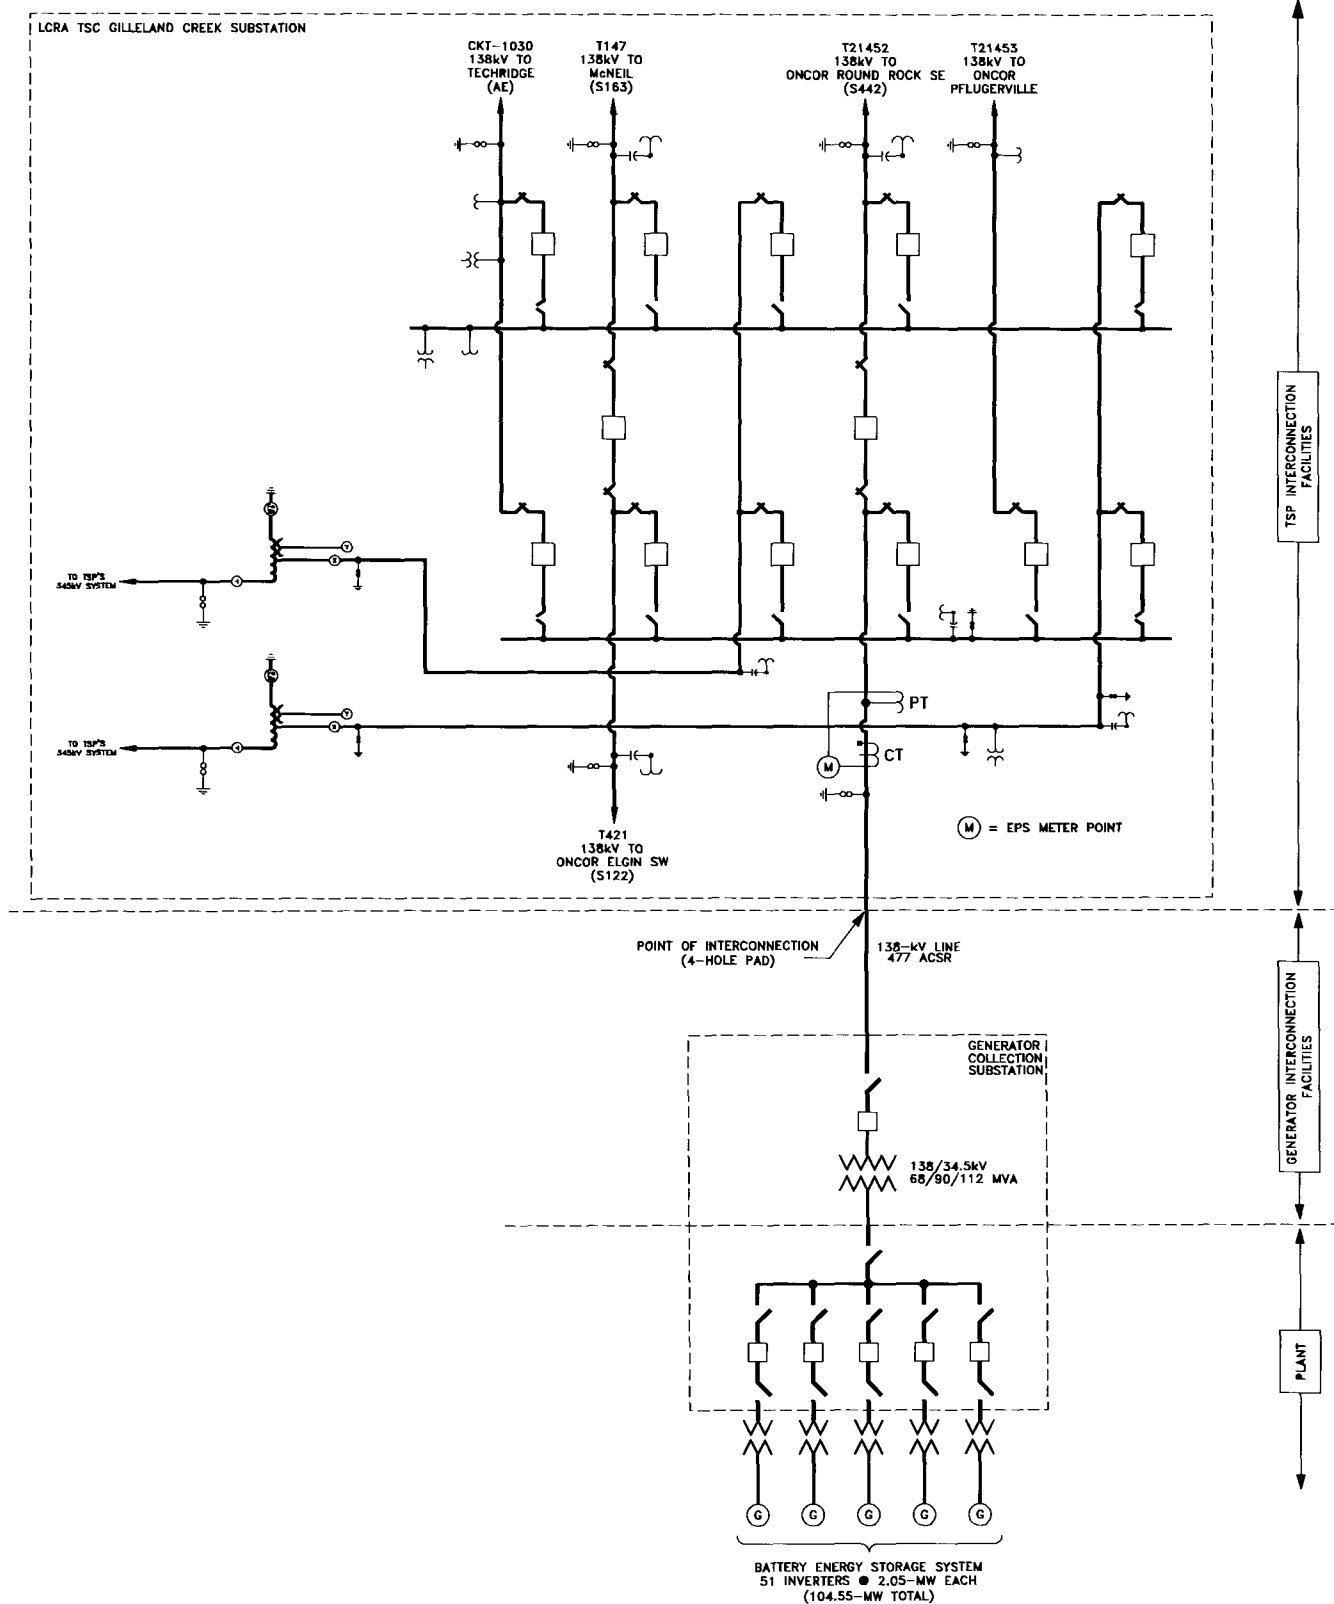 LCRA TSC GILLELAND CREEK SUBSTATION
CKT-1030
138kV TO
TECHRIDGE
(AE)
T147
138kV TO
McNEIL
(S163)
T21452
138kV TO
ONCOR ROUND ROCK SE
(S442)
T21453
138kV TO
ONCOR
PFLUGERVILLE
TSP INTERCONNECTION
FACILITIES
TO TSP'S
345kV SYSTEM
Y
X
H
TO TSP'S
345kV SYSTEM
Y
X
H
PT
CT
M
M = EPS METER POINT
T421
138kV TO
ONCOR ELGIN SW
(S122)
POINT OF INTERCONNECTION
(4-HOLE PAD)
138-kV LINE
477 ACSR
GENERATOR INTERCONNECTION
FACILITIES
GENERATOR
COLLECTION
SUBSTATION
138/34.5kV
68/90/112 MVA
PLANT
G G G G G
BATTERY ENERGY STORAGE SYSTEM
51 INVERTERS @ 2.05-MW EACH
(104.55-MW TOTAL)